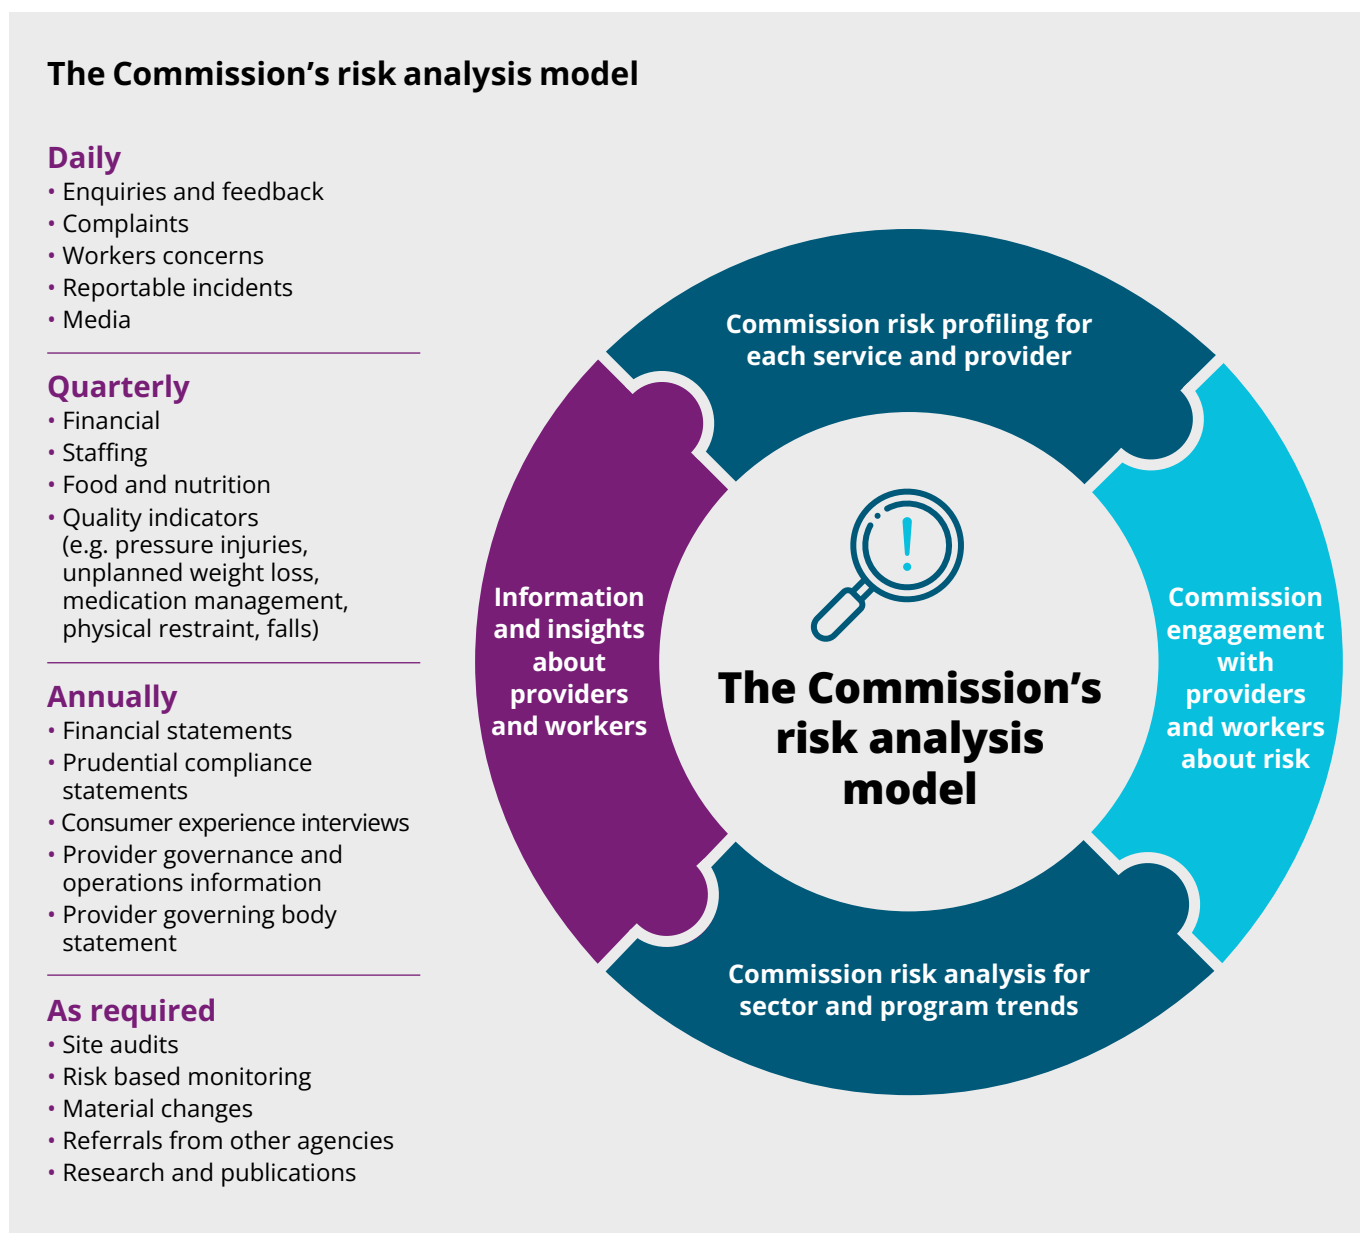 The Commission's risk analysis model
Daily
• Enquiries and feedback
• Complaints
• Workers concerns
• Reportable incidents
• Media
Quarterly
• Financial
• Staffing
• Food and nutrition
• Quality indicators
(e.g. pressure injuries,
unplanned weight loss,
medication management,
physical restraint, falls)
Annually
• Financial statements
• Prudential compliance
statements
• Consumer experience interviews
• Provider governance and
operations information
• Provider governing body
statement
As required
• Site audits
• Risk based monitoring
• Material changes
• Referrals from other agencies
• Research and publications
Commission risk profiling for
each service and provider
Information
and insights
about
providers
and workers
The Commission's
risk analysis
model
Commission
engagement
with
providers
and workers
about risk
Commission risk analysis for
sector and program trends